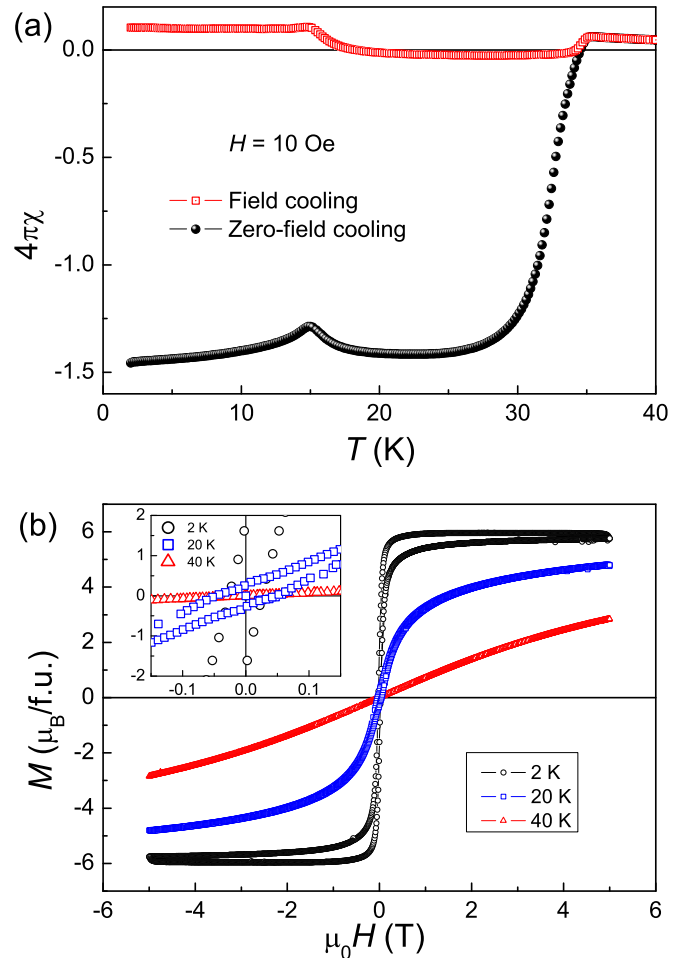 (a)
0.0
-0.5
-1.0
-1.5
4πχ
H = 10 Oe
Field cooling
Zero-field cooling
0 10 20 30 40
T (K)
(b)
6
4
2
0
-2
-4
-6
M (μB/f.u.)
2
1
0
-1
-2
2 K
20 K
40 K
-0.1 0.0 0.1
2 K
20 K
40 K
-6 -4 -2 0 2 4 6
μ0H (T)